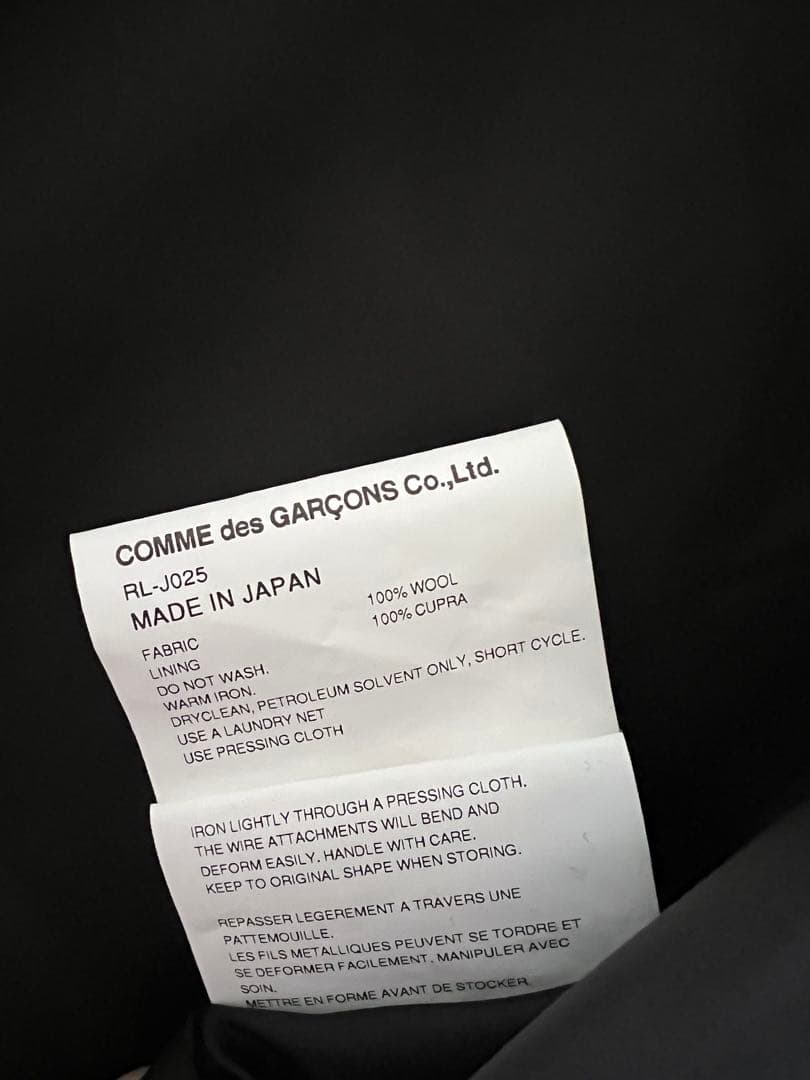 COMME des GARÇONS Co.,Ltd.
RL-J025
MADE IN JAPAN
FABRIC 100% WOOL
LINING 100% CUPRA
DO NOT WASH.
WARM IRON.
DRYCLEAN, PETROLEUM SOLVENT ONLY, SHORT CYCLE.
USE A LAUNDRY NET
USE PRESSING CLOTH
IRON LIGHTLY THROUGH A PRESSING CLOTH.
THE WIRE ATTACHMENTS WILL BEND AND
DEFORM EASILY. HANDLE WITH CARE.
KEEP TO ORIGINAL SHAPE WHEN STORING.
REPASSER LEGEREMENT A TRAVERS UNE
PATTEMOUILLE.
LES FILS METALLIQUES PEUVENT SE TORDRE ET
SE DEFORMER FACILEMENT. MANIPULER AVEC
SOIN.
METTRE EN FORME AVANT DE STOCKER